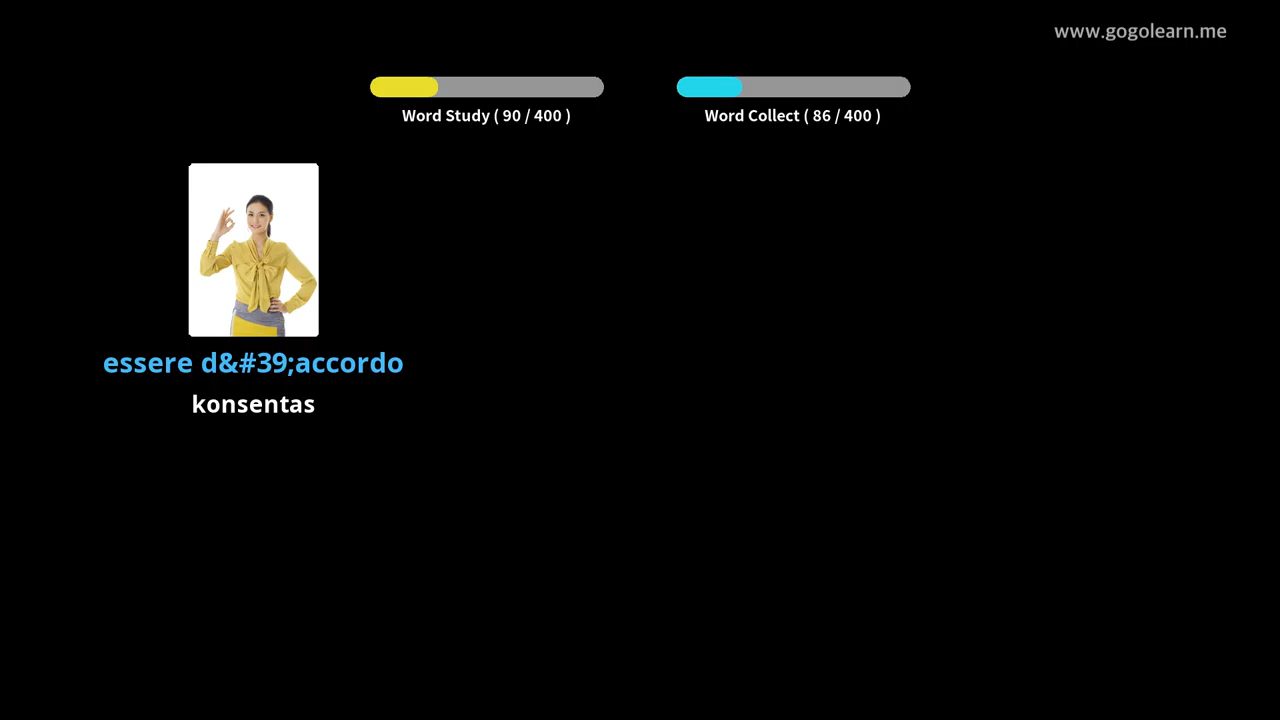 www.gogolearn.me
Word Study ( 90 / 400 )
Word Collect ( 86 / 400 )
essere d&#39;accordo
konsentas